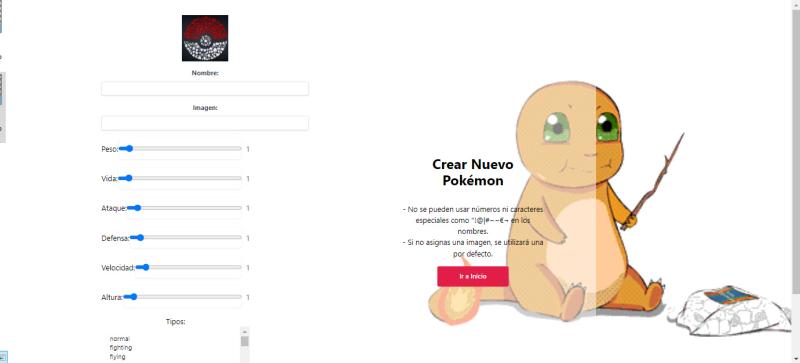 Nombre:
Imagen:
Peso: 1
Vida: 1
Ataque: 1
Defensa: 1
Velocidad: 1
Altura: 1
Tipos:
normal
fighting
flying
Crear Nuevo
Pokémon
- No se pueden usar números ni caracteres
especiales como "!@|#~¬€¬ en los
nombres.
- Si no asignas una imagen, se utilizará una
por defecto.
Ir a Inicio